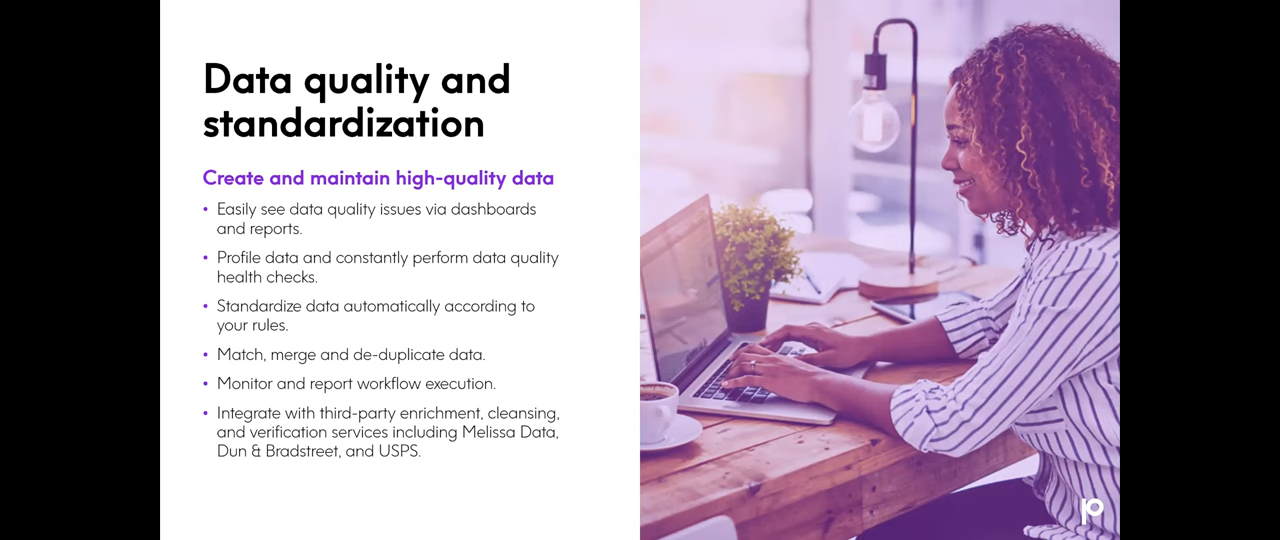 Data quality and
standardization
Create and maintain high-quality data
• Easily see data quality issues via dashboards
and reports.
• Profile data and constantly perform data quality
health checks.
• Standardize data automatically according to
your rules.
• Match, merge and de-duplicate data.
• Monitor and report workflow execution.
• Integrate with third-party enrichment, cleansing,
and verification services including Melissa Data,
Dun & Bradstreet, and USPS.